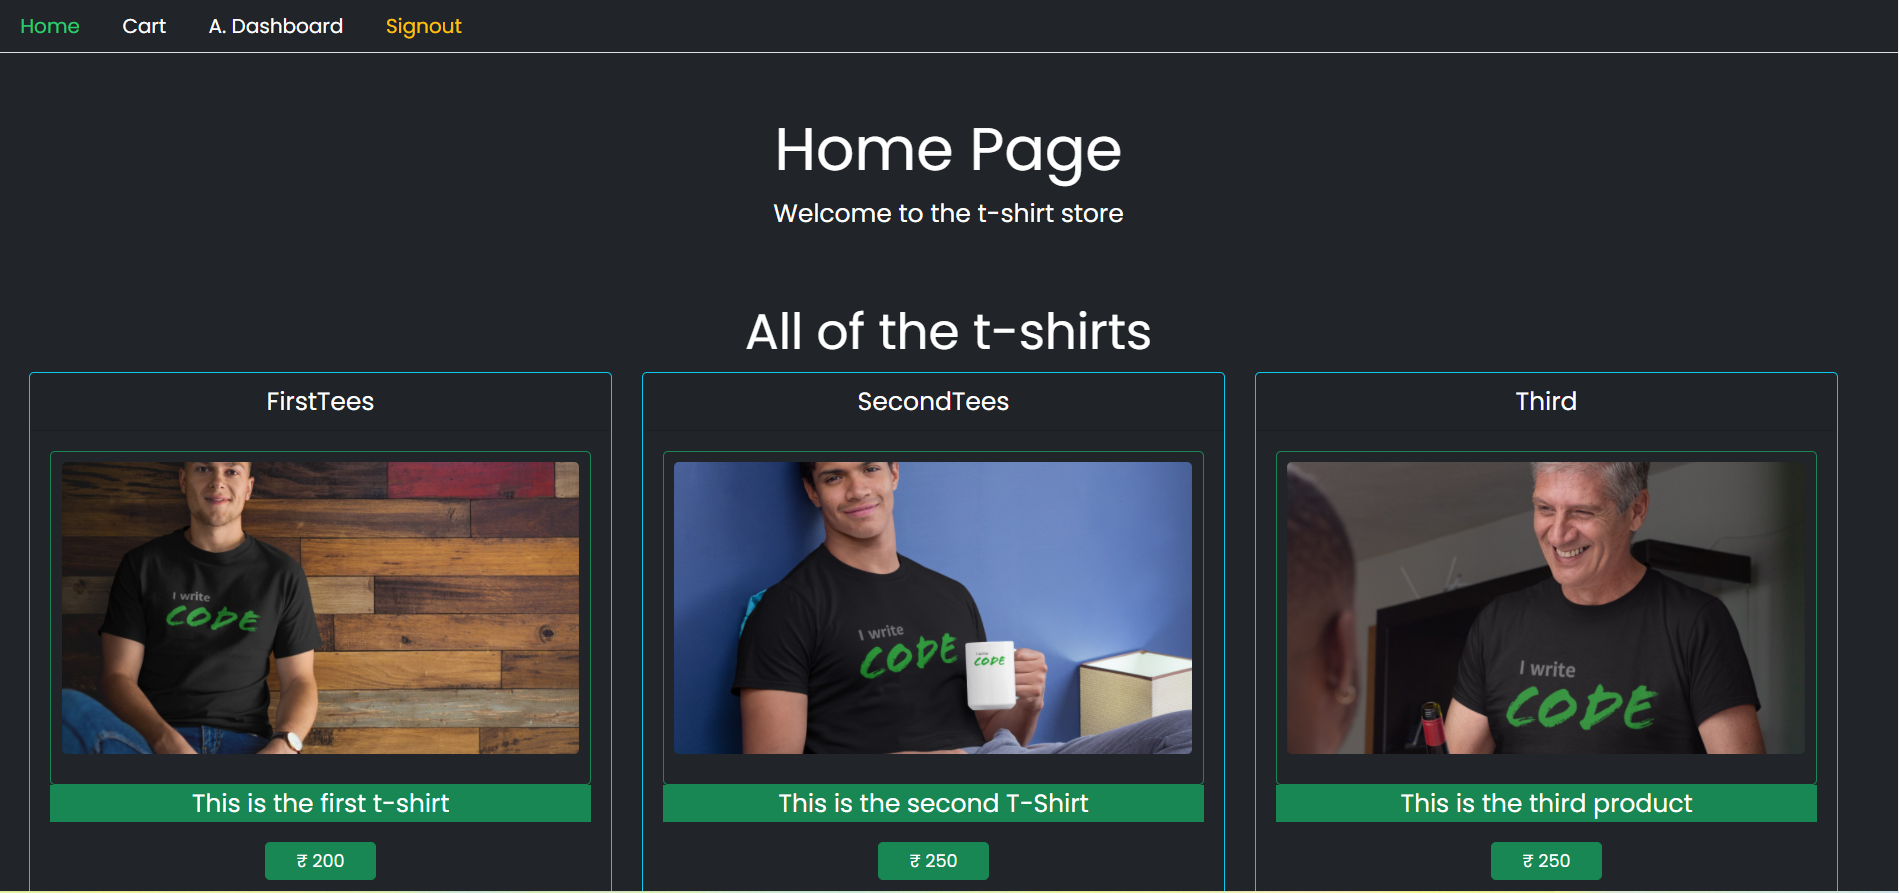 Home Cart A. Dashboard Signout
Home Page
Welcome to the t-shirt store
All of the t-shirts
FirstTees
I write
CODE
This is the first t-shirt
₹ 200
SecondTees
I write
CODE
I write
CODE
This is the second T-Shirt
₹ 250
Third
I write
CODE
This is the third product
₹ 250